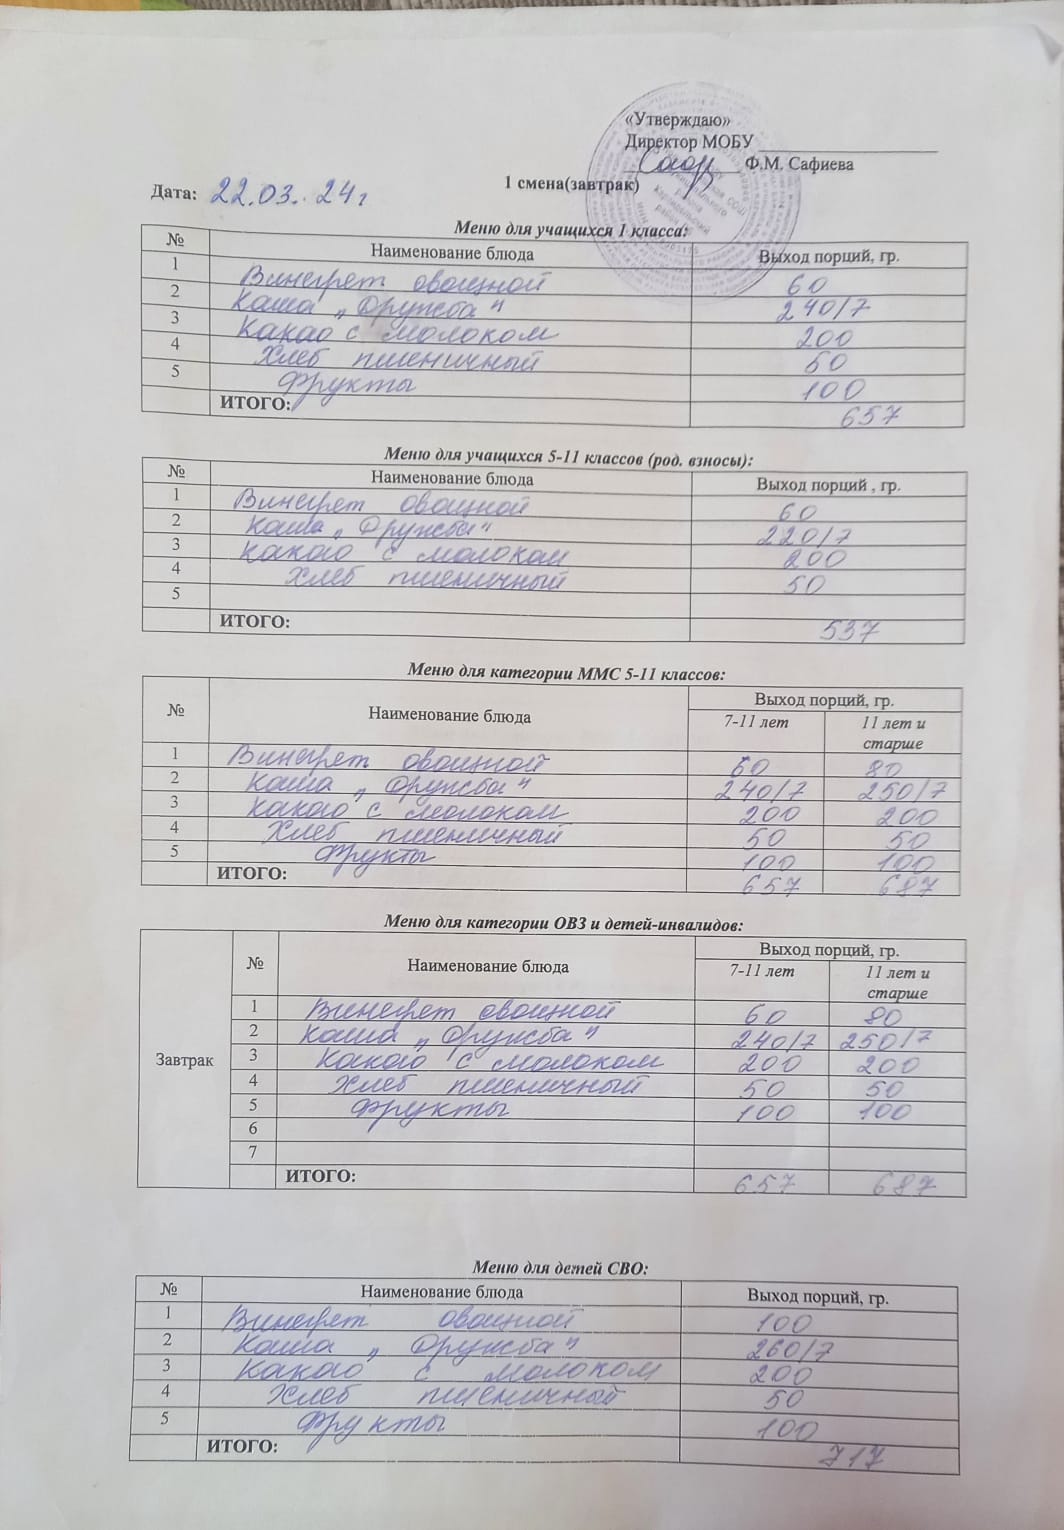 «Утверждаю»
Директор МОБУ
Ф.М. Сафиева
Дата: 22.03. 24г
1 смена(завтрак)
Меню для учащихся 1 класса:
№ Наименование блюда Выход порций, гр.
1 Винегрет овощной 60
2 Каша „ Дружба " 240/7
3 Какао с молоком 200
4 Хлеб пшеничный 50
5 Фрукты 100
ИТОГО: 657
Меню для учащихся 5-11 классов (род. взносы):
№ Наименование блюда Выход порций , гр.
1 Винегрет овощной 60
2 Каша „ Дружба" 220/7
3 Какао с молоком 200
4 Хлеб пшеничный 50
5
ИТОГО: 537
Меню для категории ММС 5-11 классов:
№ Наименование блюда Выход порций, гр.
7-11 лет 11 лет и старше
1 Винегрет овощной 60 80
2 Каша „ Дружба" 240/7 250/7
3 Какао с молоком 200 200
4 Хлеб пшеничный 50 50
5 Фрукты 100 100
ИТОГО: 657 687
Меню для категории ОВЗ и детей-инвалидов:
Завтрак № Наименование блюда Выход порций, гр.
7-11 лет 11 лет и старше
1 Винегрет овощной 60 80
2 Каша „ Дружба " 240/7 250/7
3 Какао с молоком 200 200
4 Хлеб пшеничный 50 50
5 Фрукты 100 100
6
7
ИТОГО: 657 687
Меню для детей СВО:
№ Наименование блюда Выход порций, гр.
1 Винегрет овощной 100
2 Каша „ Дружба " 260/7
3 Какао с молоком 200
4 Хлеб пшеничный 50
5 Фрукты 100
ИТОГО: 717